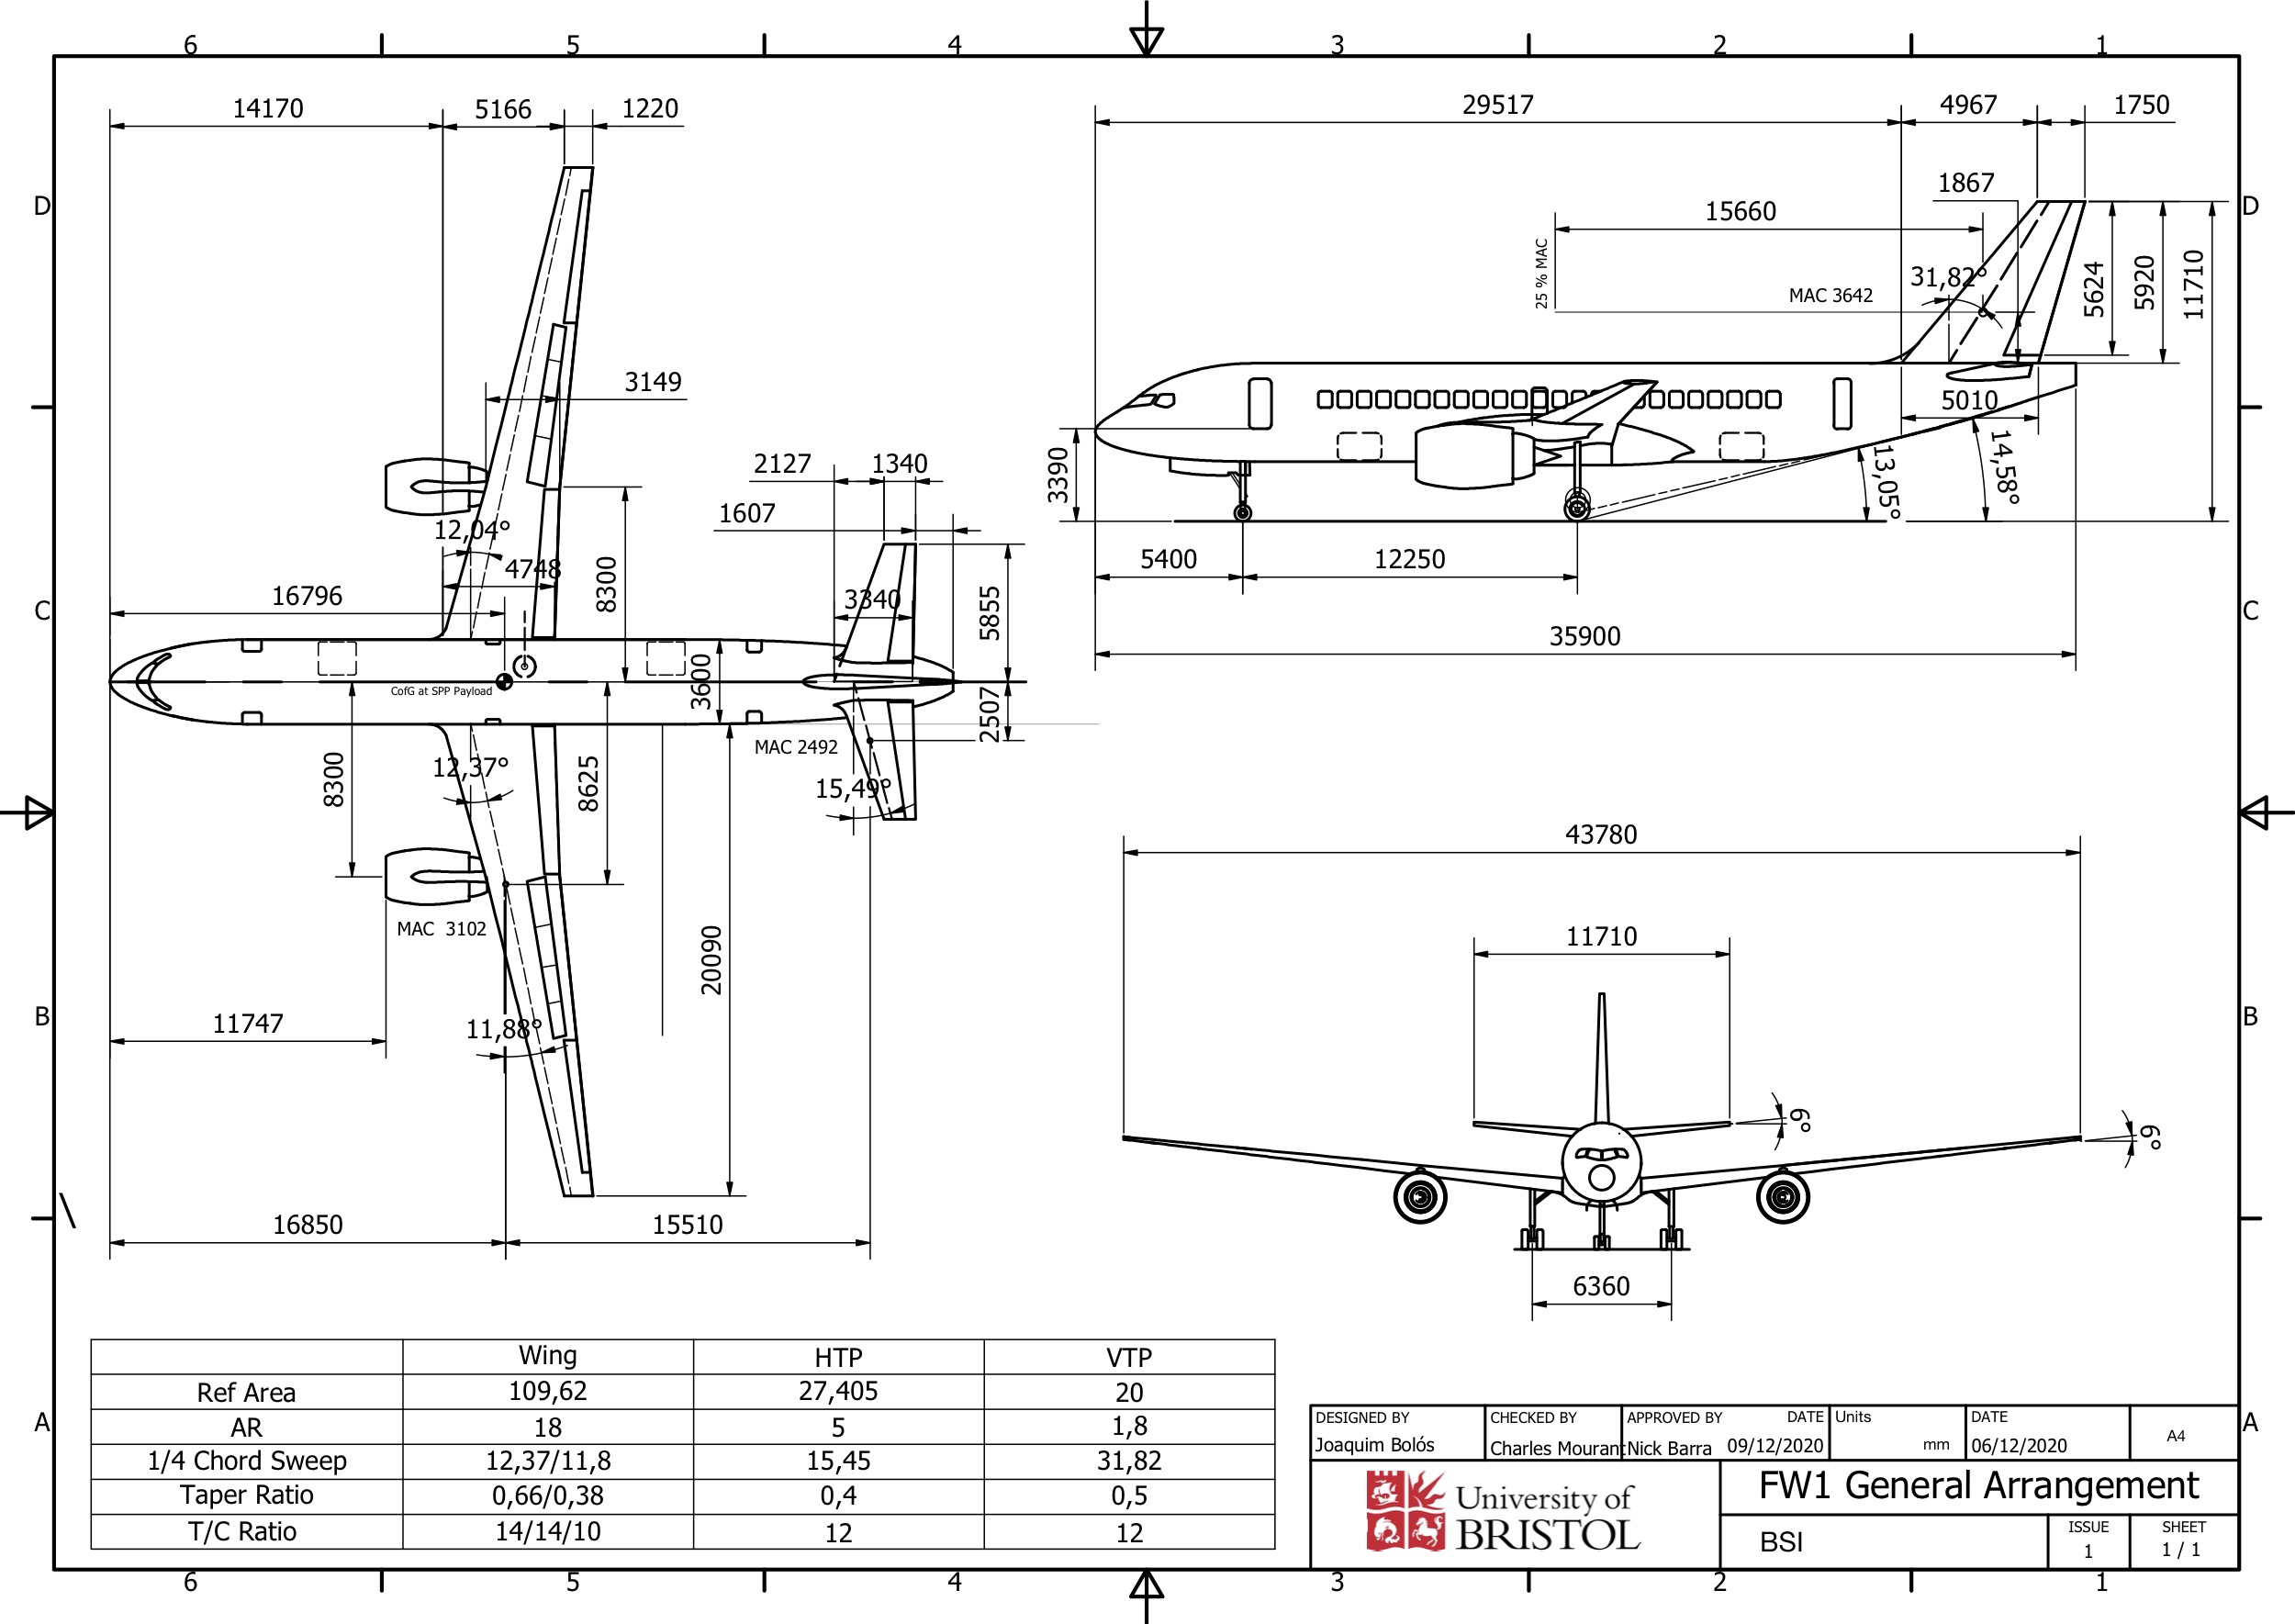 6 5 4 3 2 1
D
D
C
C
B
B
A
A
14170
5166
1220
3149
2127
1340
1607
12,04°
4748
8300
16796
3340
5855
3600
CofG at SPP Payload
2507
MAC 2492
12,37°
8300
8625
15,49°
MAC 3102
20090
11747
11,88°
16850
15510
29517
4967
1750
1867
15660
25 % MAC
31,82°
MAC 3642
5624
5920
11710
5010
3390
13,05°
14,58°
5400
12250
35900
43780
11710
6°
6°
6360
\
Wing HTP VTP
Ref Area 109,62 27,405 20
AR 18 5 1,8
1/4 Chord Sweep 12,37/11,8 15,45 31,82
Taper Ratio 0,66/0,38 0,4 0,5
T/C Ratio 14/14/10 12 12
DESIGNED BY CHECKED BY APPROVED BY DATE Units DATE
Joaquim Bolós Charles Mourant Nick Barra 09/12/2020 mm 06/12/2020 A4
University of
BRISTOL
FW1 General Arrangement
BSI
ISSUE
1
SHEET
1 / 1
6 5 4 3 2 1